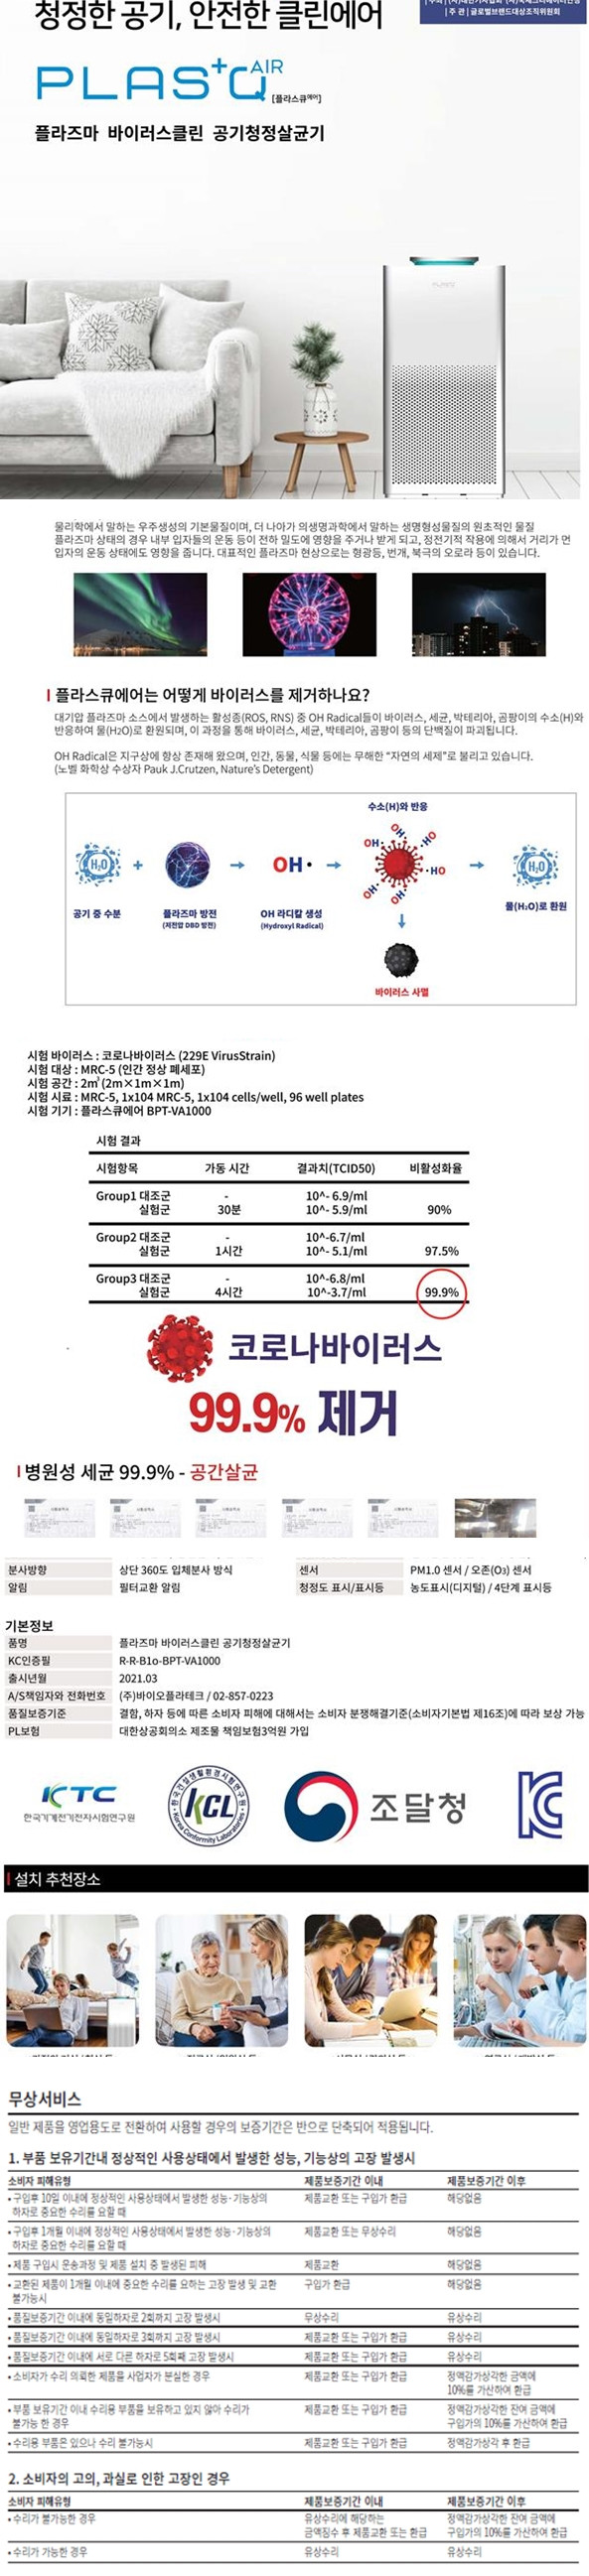 청정한 공기, 안전한 클린에어
| 주 관 | 글로벌브랜드대상조직위원회
PLAS+Q AIR
[플라스큐에어]
플라즈마 바이러스클린 공기청정살균기
물리학에서 말하는 우주생성의 기본물질이며, 더 나아가 의생명과학에서 말하는 생명형성물질의 원초적인 물질
플라즈마 상태의 경우 내부 입자들의 운동 등이 전하 밀도에 영향을 주거나 받게 되고, 정전기적 작용에 의해서 거리가 먼
입자의 운동 상태에도 영향을 줍니다. 대표적인 플라즈마 현상으로는 형광등, 번개, 북극의 오로라 등이 있습니다.
플라스큐에어는 어떻게 바이러스를 제거하나요?
대기압 플라즈마 소스에서 발생하는 활성종(ROS, RNS) 중 OH Radical들이 바이러스, 세균, 박테리아, 곰팡이의 수소(H)와
반응하여 물(H2O)로 환원되며, 이 과정을 통해 바이러스, 세균, 박테리아, 곰팡이 등의 단백질이 파괴됩니다.
OH Radical은 지구상에 항상 존재해 왔으며, 인간, 동물, 식물 등에는 무해한 "자연의 세제"로 불리고 있습니다.
(노벨 화학상 수상자 Pauk J.Crutzen, Nature's Detergent)
수소(H)와 반응
OH· OH· ·HO
H₂O + → OH· → OH· ·HO → H₂O
OH· OH·
공기 중 수분 플라즈마 방전 OH 라디칼 생성 물(H₂O)로 환원
(저전압 DBD 방전) (Hydroxyl Radical)
바이러스 사멸
시험 바이러스 : 코로나바이러스 (229E VirusStrain)
시험 대상 : MRC-5 (인간 정상 폐세포)
시험 공간 : 2㎥ (2m×1m×1m)
시험 시료 : MRC-5, 1x104 MRC-5, 1x104 cells/well, 96 well plates
시험 기기 : 플라스큐에어 BPT-VA1000
시험 결과
시험항목 가동 시간 결과치(TCID50) 비활성화율
Group1 대조군 - 10^- 6.9/ml
실험군 30분 10^- 5.9/ml 90%
Group2 대조군 - 10^-6.7/ml
실험군 1시간 10^- 5.1/ml 97.5%
Group3 대조군 - 10^-6.8/ml
실험군 4시간 10^-3.7/ml 99.9%
코로나바이러스
99.9% 제거
병원성 세균 99.9% - 공간살균
분사방향 상단 360도 입체분사 방식 센서 PM1.0 센서 / 오존(O3) 센서
알림 필터교환 알림 청정도 표시/표시등 농도표시(디지털) / 4단계 표시등
기본정보
품명 플라즈마 바이러스클린 공기청정살균기
KC인증필 R-R-B1o-BPT-VA1000
출시년월 2021.03
A/S책임자와 전화번호 (주)바이오플라테크 / 02-857-0223
품질보증기준 결함, 하자 등에 따른 소비자 피해에 대해서는 소비자 분쟁해결기준(소비자기본법 제16조)에 따라 보상 가능
PL보험 대한상공회의소 제조물 책임보험3억원 가입
KTC
한국기계전기전자시험연구원
한국건설생활환경시험연구원
KCL
Korea Conformity Laboratories
조달청
KC
설치 추천장소
무상서비스
일반 제품을 영업용도로 전환하여 사용할 경우의 보증기간은 반으로 단축되어 적용됩니다.
1. 부품 보유기간내 정상적인 사용상태에서 발생한 성능, 기능상의 고장 발생시
소비자 피해유형 제품보증기간 이내 제품보증기간 이후
• 구입후 10일 이내에 정상적인 사용상태에서 발생한 성능·기능상의 제품교환 또는 구입가 환급 해당없음
하자로 중요한 수리를 요할 때
• 구입후 1개월 이내에 정상적인 사용상태에서 발생한 성능·기능상의 제품교환 또는 무상수리 해당없음
하자로 중요한 수리를 요할 때
• 제품 구입시 운송과정 및 제품 설치 중 발생된 피해 제품교환 해당없음
• 교환된 제품이 1개월 이내에 중요한 수리를 요하는 고장 발생 및 교환 구입가 환급 해당없음
불가능시
• 품질보증기간 이내에 동일하자로 2회까지 고장 발생시 무상수리 유상수리
• 품질보증기간 이내에 동일하자로 3회까지 고장 발생시 제품교환 또는 구입가 환급 유상수리
• 품질보증기간 이내에 서로 다른 하자로 5회째 고장 발생시 제품교환 또는 구입가 환급 유상수리
• 소비자가 수리 의뢰한 제품을 사업자가 분실한 경우 제품교환 또는 구입가 환급 정액감가상각한 금액에
10%를 가산하여 환급
• 부품 보유기간 이내 수리용 부품을 보유하고 있지 않아 수리가 제품교환 또는 구입가 환급 정액감가상각한 잔여 금액에
불가능 한 경우 구입가의 10%를 가산하여 환급
• 수리용 부품은 있으나 수리 불가능시 제품교환 또는 구입가 환급 정액감가상각 후 환급
2. 소비자의 고의, 과실로 인한 고장인 경우
소비자 피해유형 제품보증기간 이내 제품보증기간 이후
• 수리가 불가능한 경우 유상수리에 해당하는 정액감가상각한 잔여 금액에
금액징수 후 제품교환 또는 환급 구입가의 10%를 가산하여 환급
• 수리가 가능한 경우 유상수리 유상수리